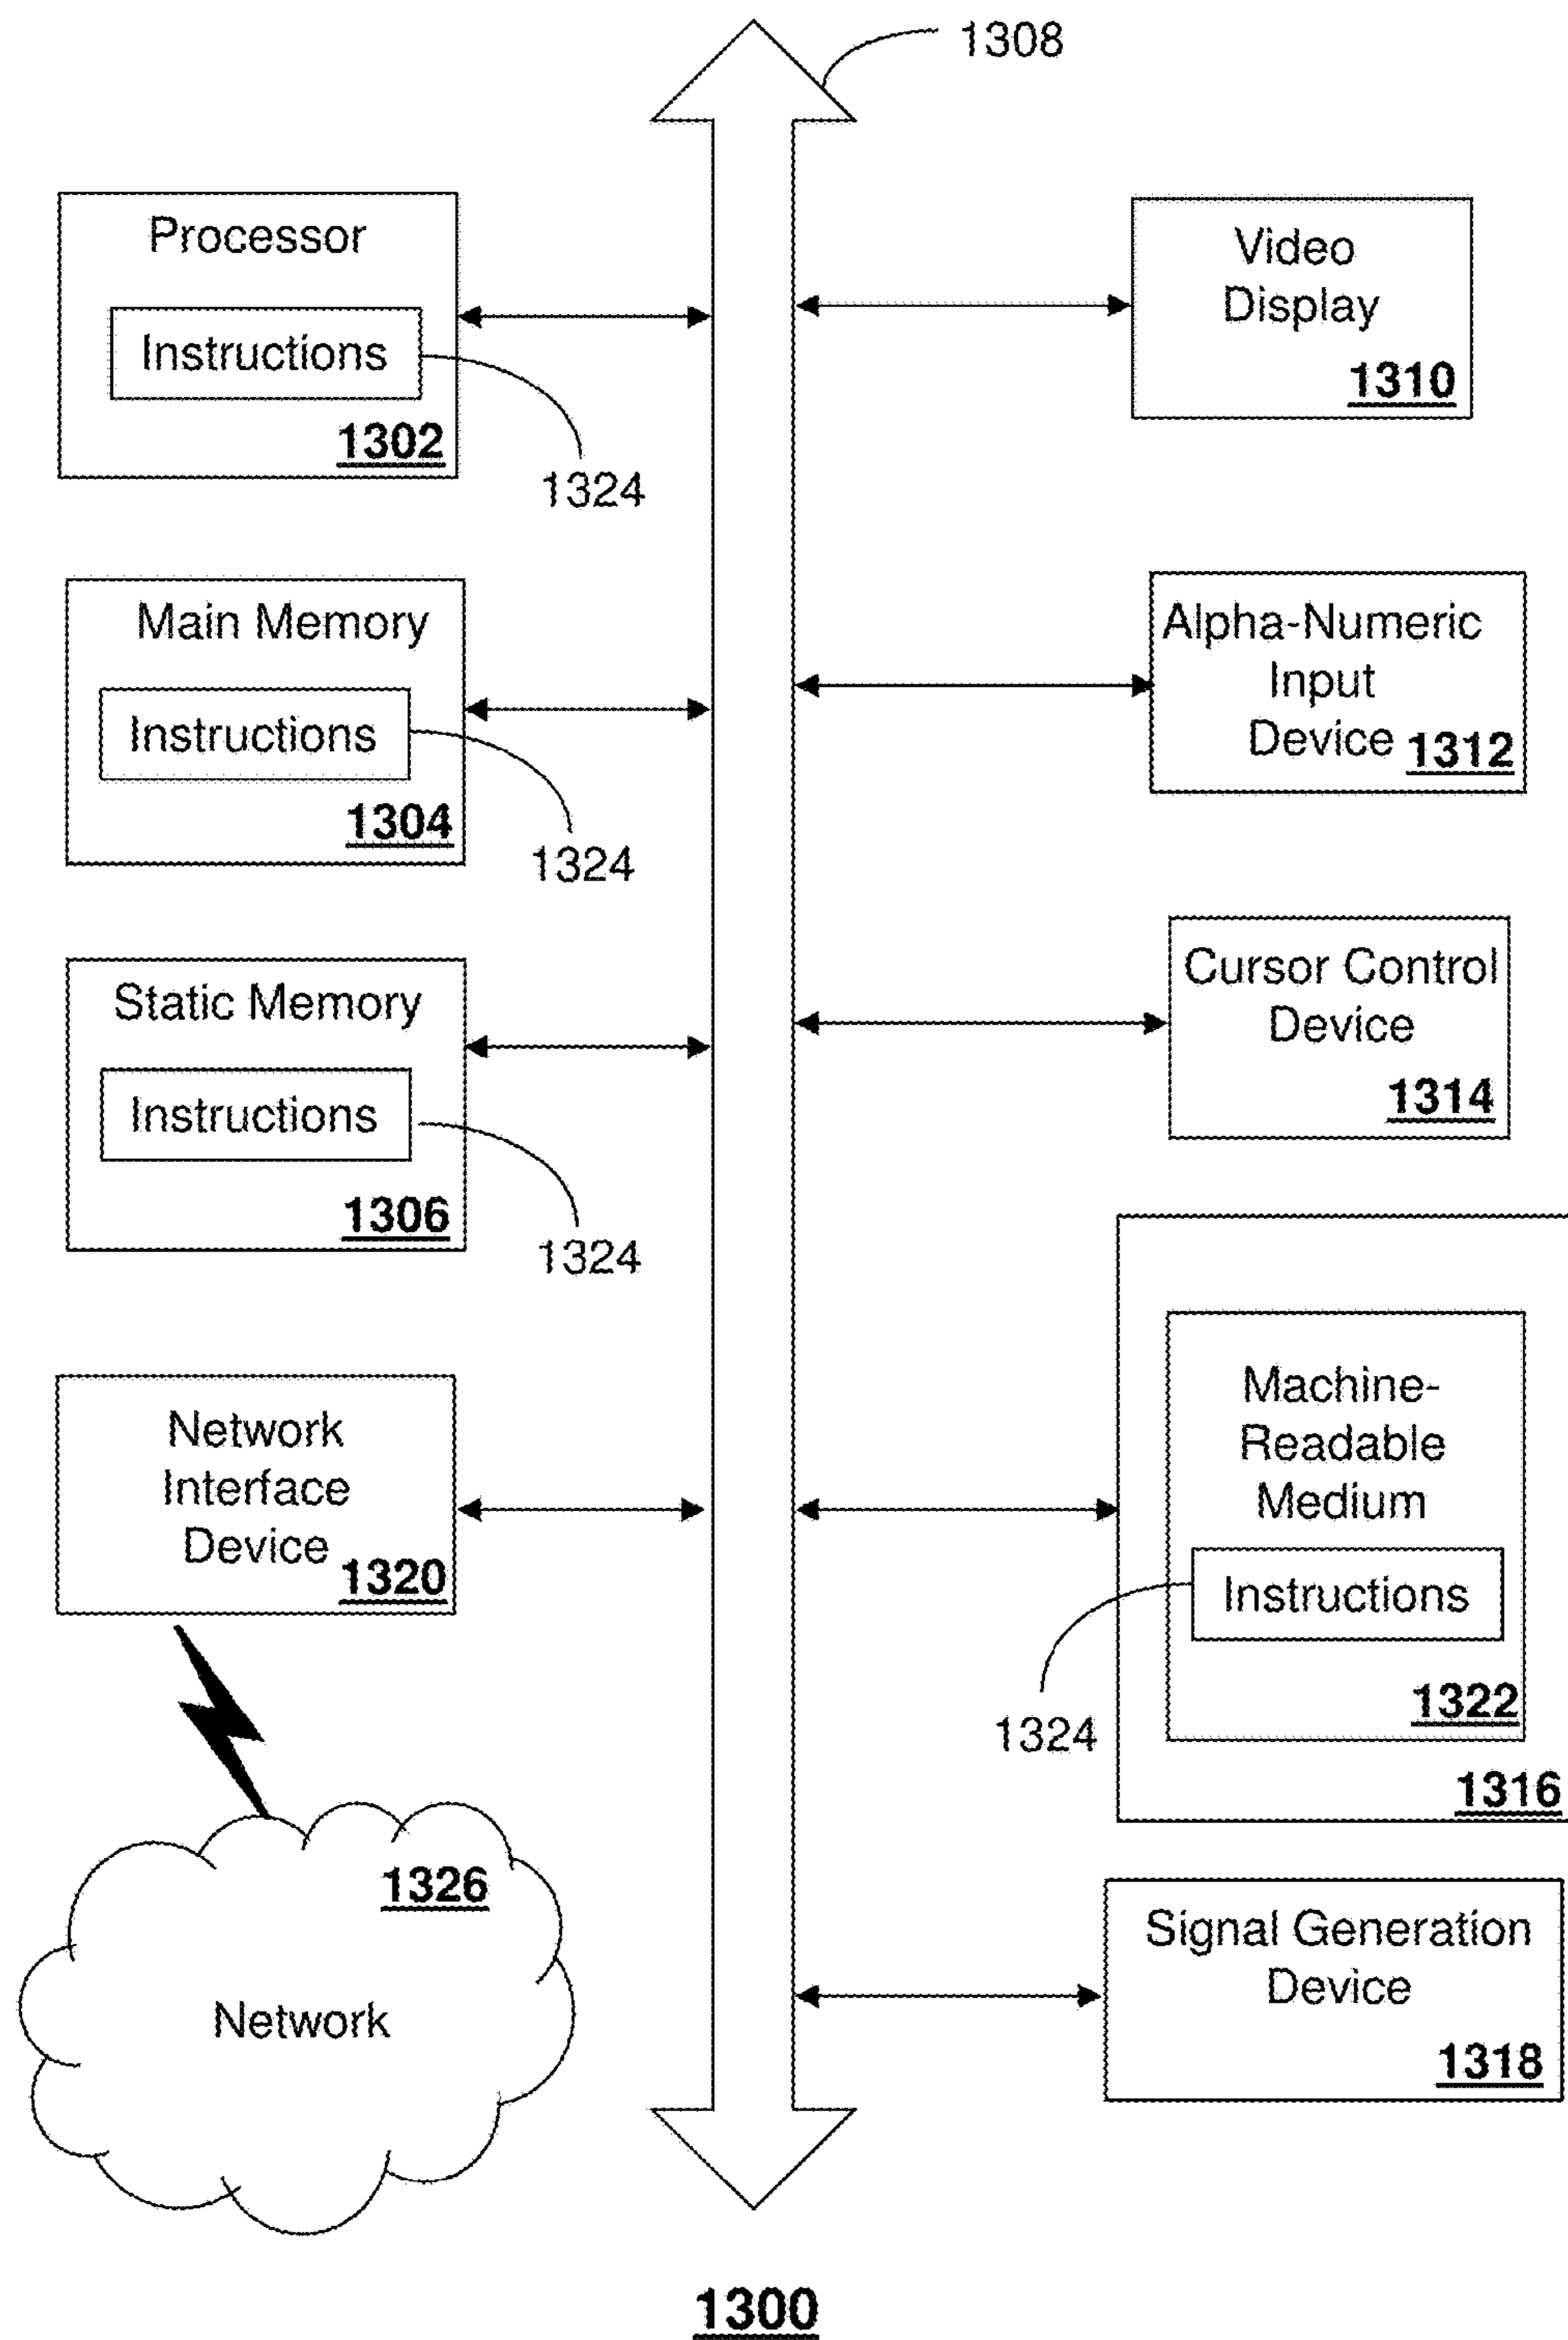 1308
Processor
Instructions
1302
1324
Main Memory
Instructions
1304
1324
Static Memory
Instructions
1306
1324
Network
Interface
Device
1320
1326
Network
Video
Display
1310
Alpha-Numeric
Input
Device
1312
Cursor Control
Device
1314
Machine-
Readable
Medium
Instructions
1324
1322
1316
Signal Generation
Device
1318
1300